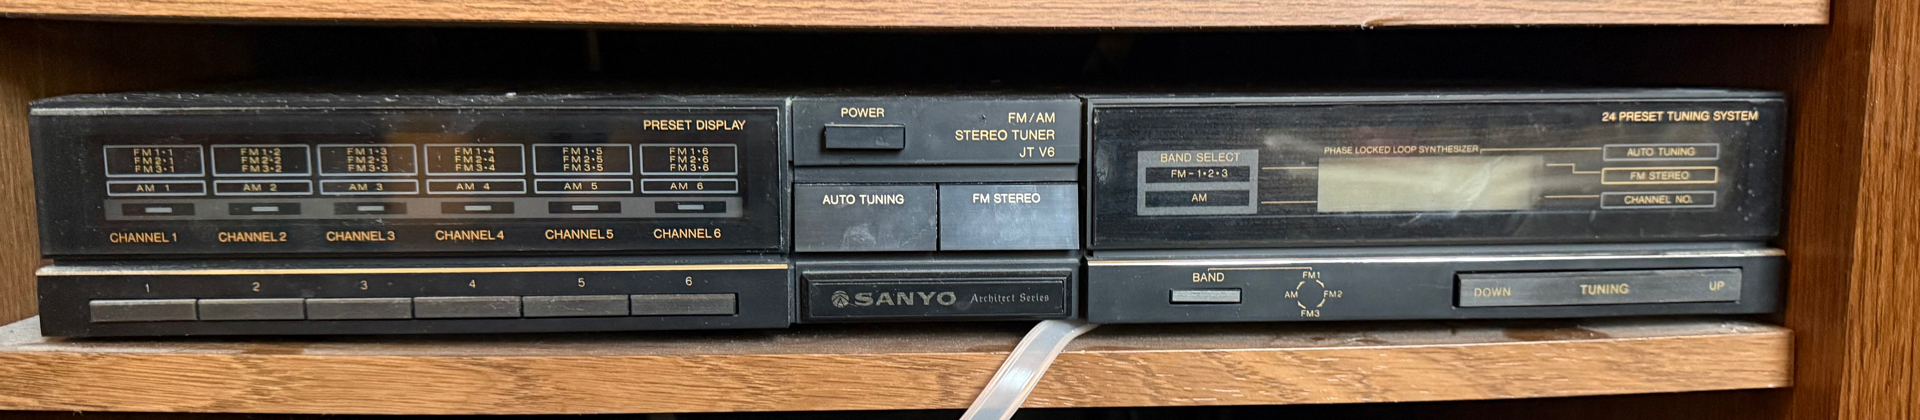 PRESET DISPLAY
FM 1•1 FM 1•2 FM 1•3 FM 1•4 FM 1•5 FM 1•6
FM 2•1 FM 2•2 FM 2•3 FM 2•4 FM 2•5 FM 2•6
FM 3•1 FM 3•2 FM 3•3 FM 3•4 FM 3•5 FM 3•6
AM 1 AM 2 AM 3 AM 4 AM 5 AM 6
CHANNEL 1 CHANNEL 2 CHANNEL 3 CHANNEL 4 CHANNEL 5 CHANNEL 6
1 2 3 4 5 6
POWER
FM/AM
STEREO TUNER
JT V6
AUTO TUNING FM STEREO
SANYO Architect Series
24 PRESET TUNING SYSTEM
PHASE LOCKED LOOP SYNTHESIZER
BAND SELECT
FM-1•2•3
AM
AUTO TUNING
FM STEREO
CHANNEL NO.
BAND
FM1
AM FM2
FM3
DOWN TUNING UP